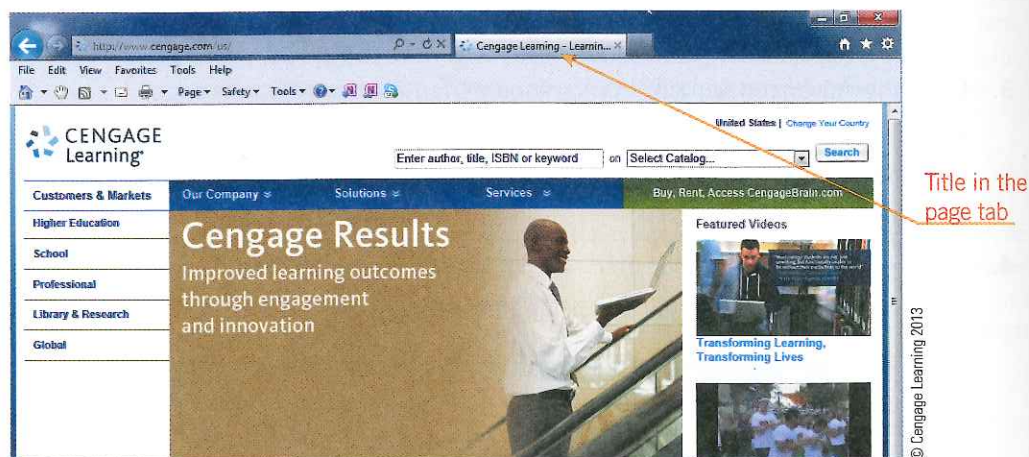 http://www.cengage.com/us/
Cengage Learning - Learnin...
File Edit View Favorites Tools Help
Page Safety Tools
CENGAGE
Learning
United States | Change Your Country
Enter author, title, ISBN or keyword on Select Catalog... Search
Customers & Markets
Our Company Solutions Services Buy, Rent, Access CengageBrain.com
Higher Education
School
Professional
Library & Research
Global
Cengage Results
Improved learning outcomes
through engagement
and innovation
Featured Videos
Transforming Learning,
Transforming Lives
Title in the
page tab
© Cengage Learning 2013